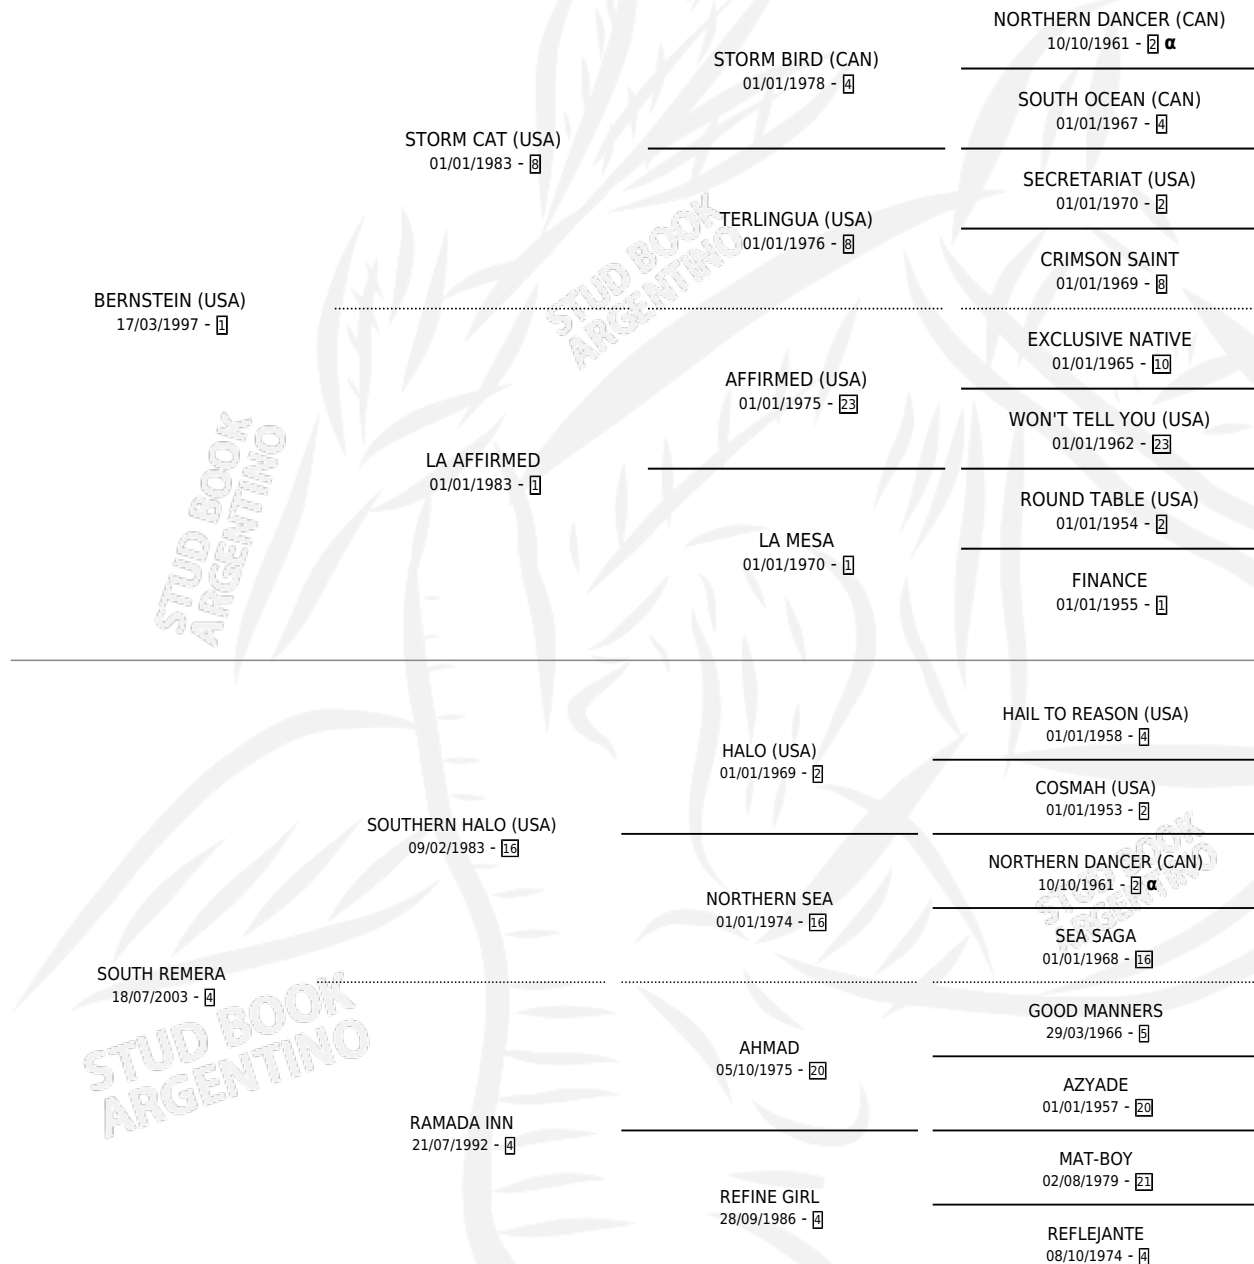 NORTHERN DANCER (CAN)
10/10/1961 - 2 α
STORM BIRD (CAN)
01/01/1978 - 4
SOUTH OCEAN (CAN)
01/01/1967 - 4
STORM CAT (USA)
01/01/1983 - 8
SECRETARIAT (USA)
01/01/1970 - 2
TERLINGUA (USA)
01/01/1976 - 8
CRIMSON SAINT
01/01/1969 - 8
BERNSTEIN (USA)
17/03/1997 - 1
EXCLUSIVE NATIVE
01/01/1965 - 10
AFFIRMED (USA)
01/01/1975 - 23
WON'T TELL YOU (USA)
01/01/1962 - 23
LA AFFIRMED
01/01/1983 - 1
ROUND TABLE (USA)
01/01/1954 - 2
LA MESA
01/01/1970 - 1
FINANCE
01/01/1955 - 1
HAIL TO REASON (USA)
01/01/1958 - 4
HALO (USA)
01/01/1969 - 2
COSMAH (USA)
01/01/1953 - 2
SOUTHERN HALO (USA)
09/02/1983 - 16
NORTHERN DANCER (CAN)
10/10/1961 - 2 α
NORTHERN SEA
01/01/1974 - 16
SEA SAGA
01/01/1968 - 16
SOUTH REMERA
18/07/2003 - 4
GOOD MANNERS
29/03/1966 - 5
AHMAD
05/10/1975 - 20
AZYADE
01/01/1957 - 20
RAMADA INN
21/07/1992 - 4
MAT-BOY
02/08/1979 - 21
REFINE GIRL
28/09/1986 - 4
REFLEJANTE
08/10/1974 - 4
STUD BOOK
ARGENTINO
STUD BOOK
ARGENTINO
STUD BOOK
ARGENTINO
STUD BOOK
ARGENTINO